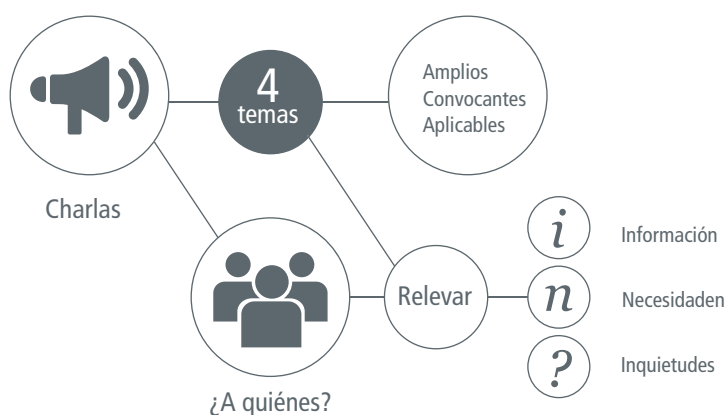 4
temas
Amplios
Convocantes
Aplicables
Charlas
i
Información
Relevar
n
Necesidaden
?
Inquietudes
¿A quiénes?